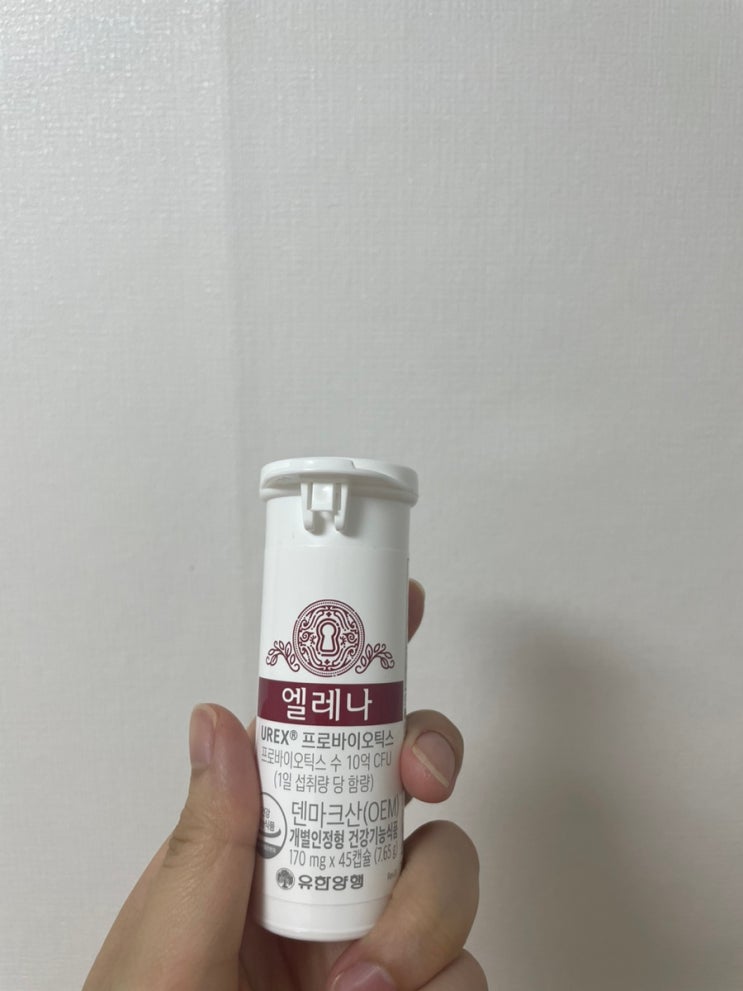 엘레나
UREX® 프로바이오틱스
프로바이오틱스 수 10억 CFU
(1일 섭취량 당 함량)
덴마크산(OEM)
개별인정형 건강기능식품
170 mg x 45캡슐 (7.65 g)
유한양행